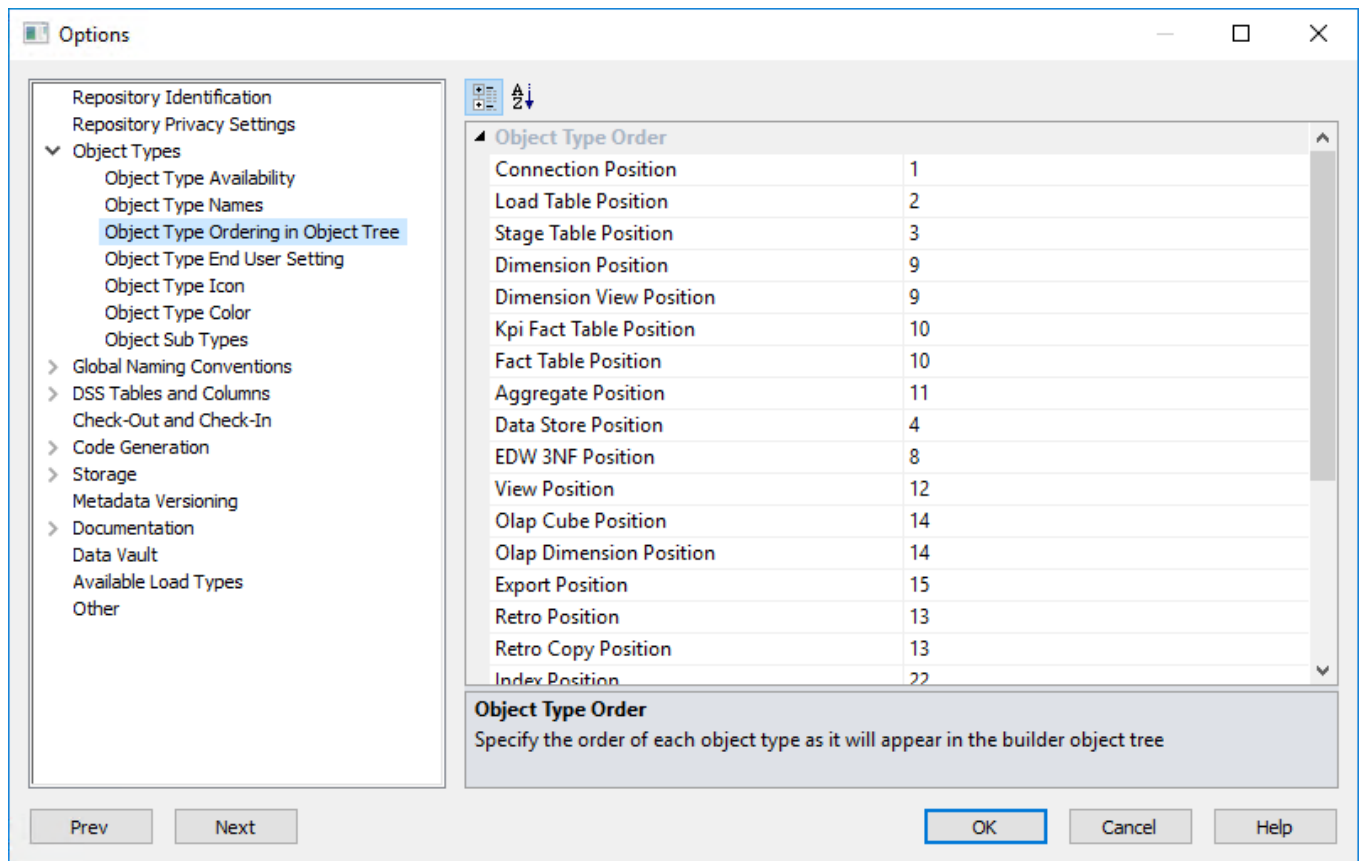 Options
Repository Identification
Repository Privacy Settings
Object Types
Object Type Availability
Object Type Names
Object Type Ordering in Object Tree
Object Type End User Setting
Object Type Icon
Object Type Color
Object Sub Types
Global Naming Conventions
DSS Tables and Columns
Check-Out and Check-In
Code Generation
Storage
Metadata Versioning
Documentation
Data Vault
Available Load Types
Other
Object Type Order
Connection Position 1
Load Table Position 2
Stage Table Position 3
Dimension Position 9
Dimension View Position 9
Kpi Fact Table Position 10
Fact Table Position 10
Aggregate Position 11
Data Store Position 4
EDW 3NF Position 8
View Position 12
Olap Cube Position 14
Olap Dimension Position 14
Export Position 15
Retro Position 13
Retro Copy Position 13
Index Position 22
Object Type Order
Specify the order of each object type as it will appear in the builder object tree
Prev Next OK Cancel Help